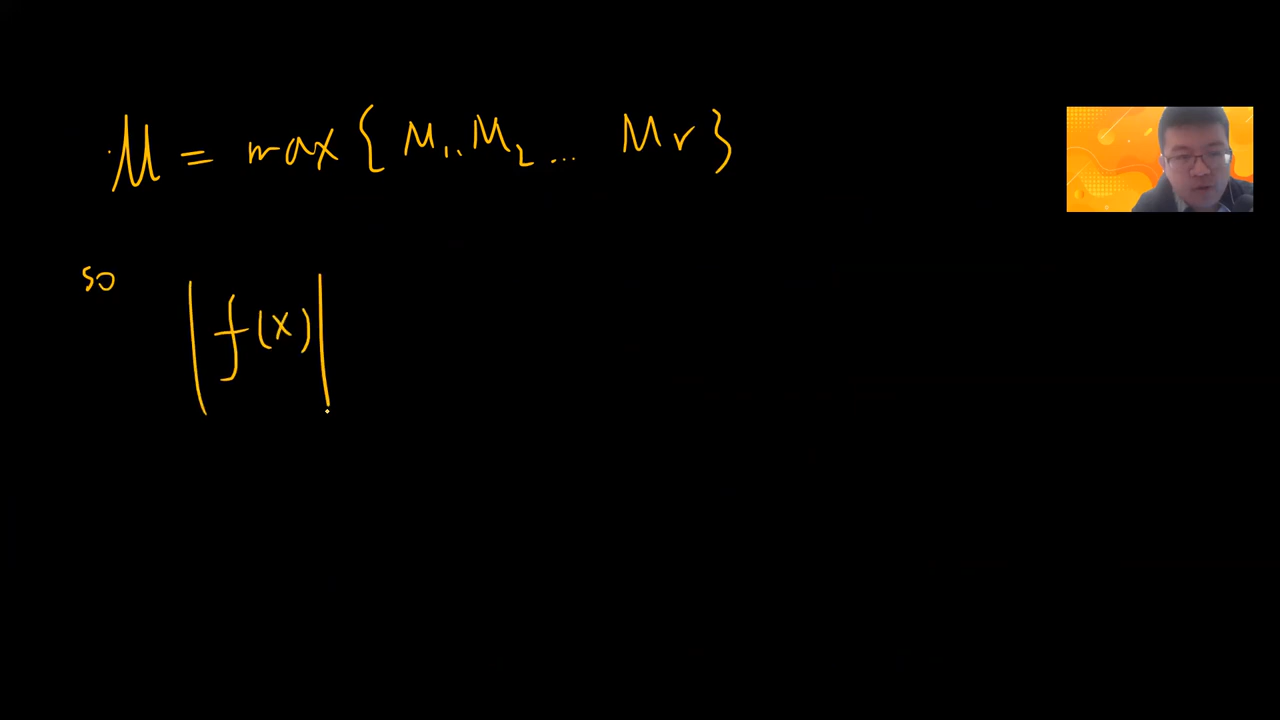 M = max { M1, M2 ... Mr }
so
| f(x) |